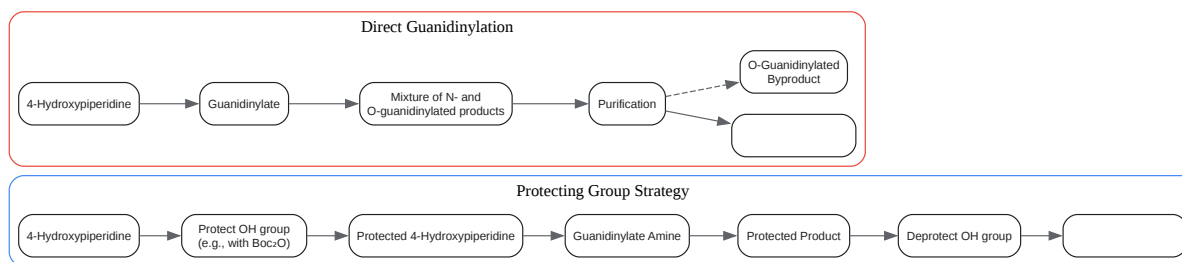 Direct Guanidinylation
4-Hydroxypiperidine
Guanidinylate
Mixture of N- and
O-guanidinylated products
Purification
O-Guanidinylated
Byproduct
Protecting Group Strategy
4-Hydroxypiperidine
Protect OH group
(e.g., with Boc₂O)
Protected 4-Hydroxypiperidine
Guanidinylate Amine
Protected Product
Deprotect OH group